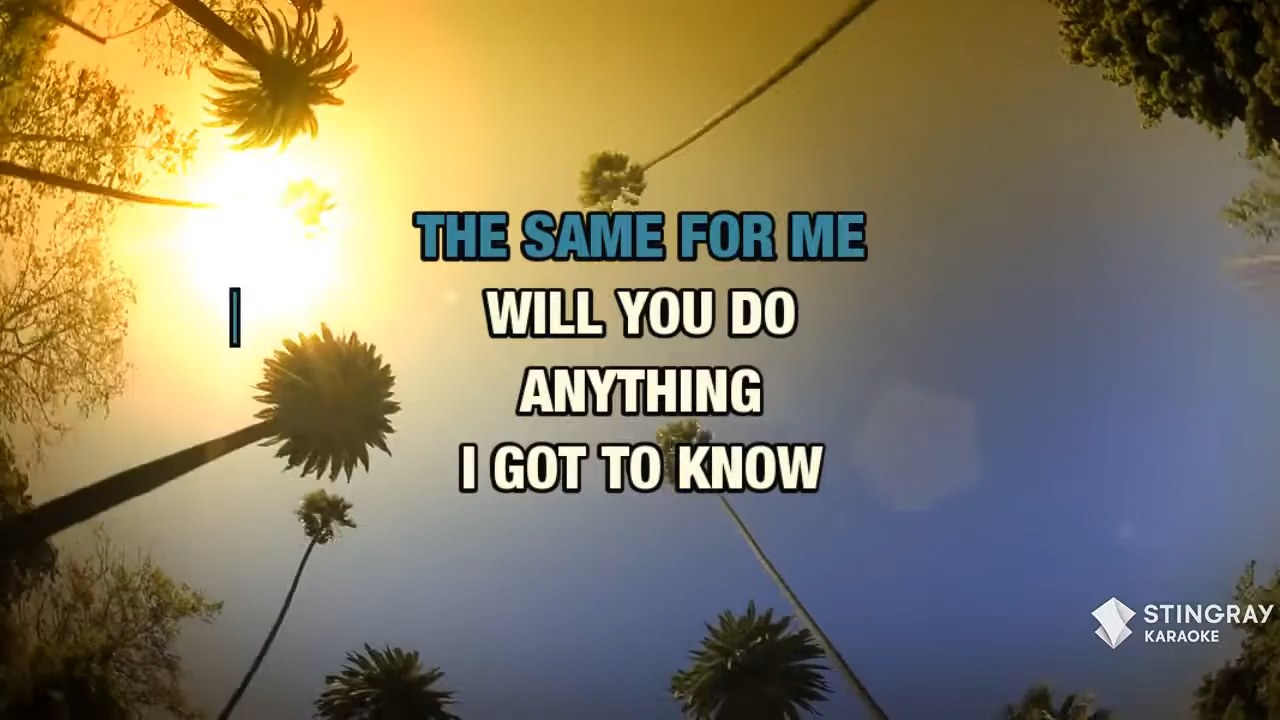 THE SAME FOR ME
WILL YOU DO
ANYTHING
I GOT TO KNOW
STINGRAY
KARAOKE